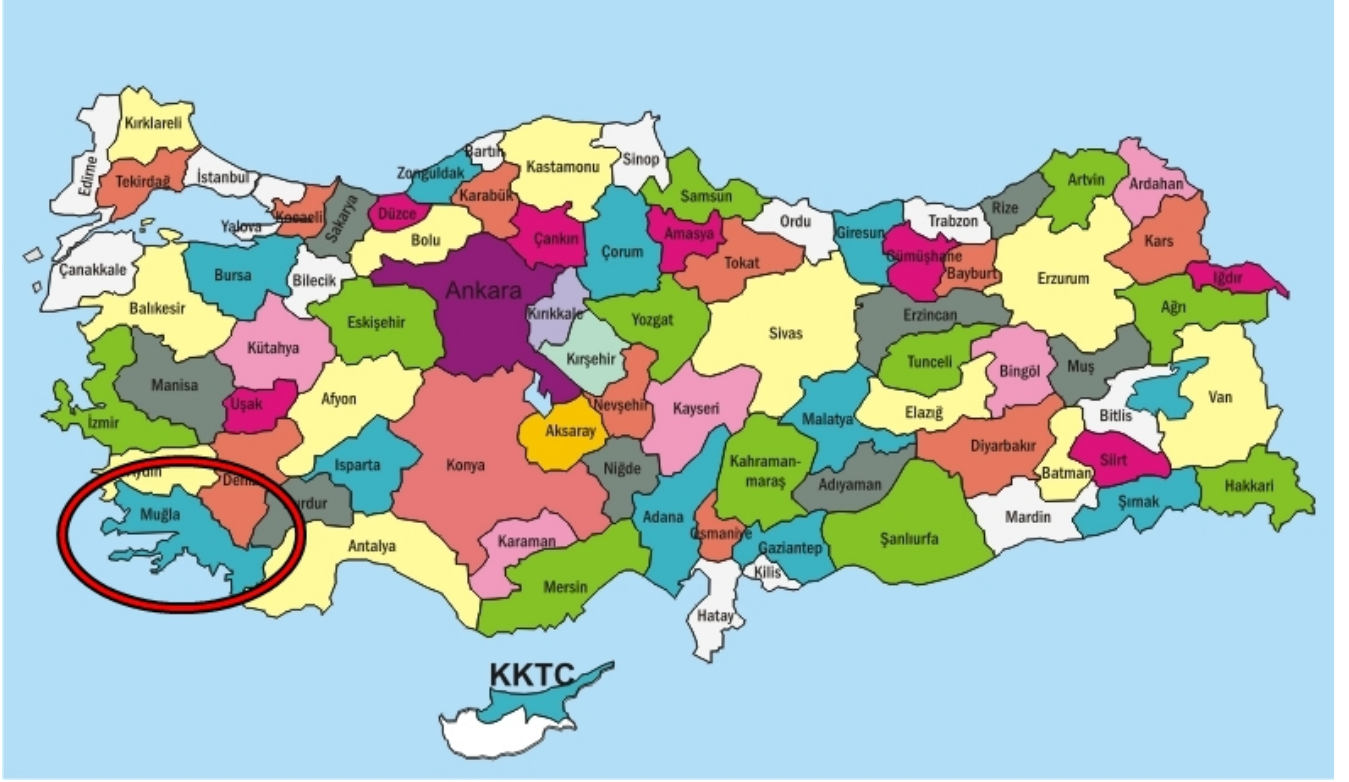 Kırklareli
Edirne
Tekirdağ
İstanbul
Yalova
Kocaeli
Sakarya
Düzce
Zonguldak
Bartın
Karabük
Kastamonu
Sinop
Samsun
Ordu
Giresun
Trabzon
Rize
Artvin
Ardahan
Çanakkale
Balıkesir
Bursa
Bilecik
Bolu
Çankırı
Çorum
Amasya
Tokat
Gümüşhane
Bayburt
Erzurum
Kars
Iğdır
Ağrı
Kütahya
Eskişehir
Ankara
Kırıkkale
Kırşehir
Yozgat
Sivas
Erzincan
Tunceli
Bingöl
Muş
Bitlis
Van
İzmir
Manisa
Uşak
Afyon
Konya
Aksaray
Nevşehir
Kayseri
Malatya
Elazığ
Diyarbakır
Batman
Siirt
Hakkari
Aydın
Deni
urdur
Isparta
Niğde
Kahraman-
maraş
Adıyaman
Şanlıurfa
Mardin
Şırnak
Muğla
Antalya
Karaman
Mersin
Adana
Osmaniye
Gaziantep
Kilis
Hatay
KKTC